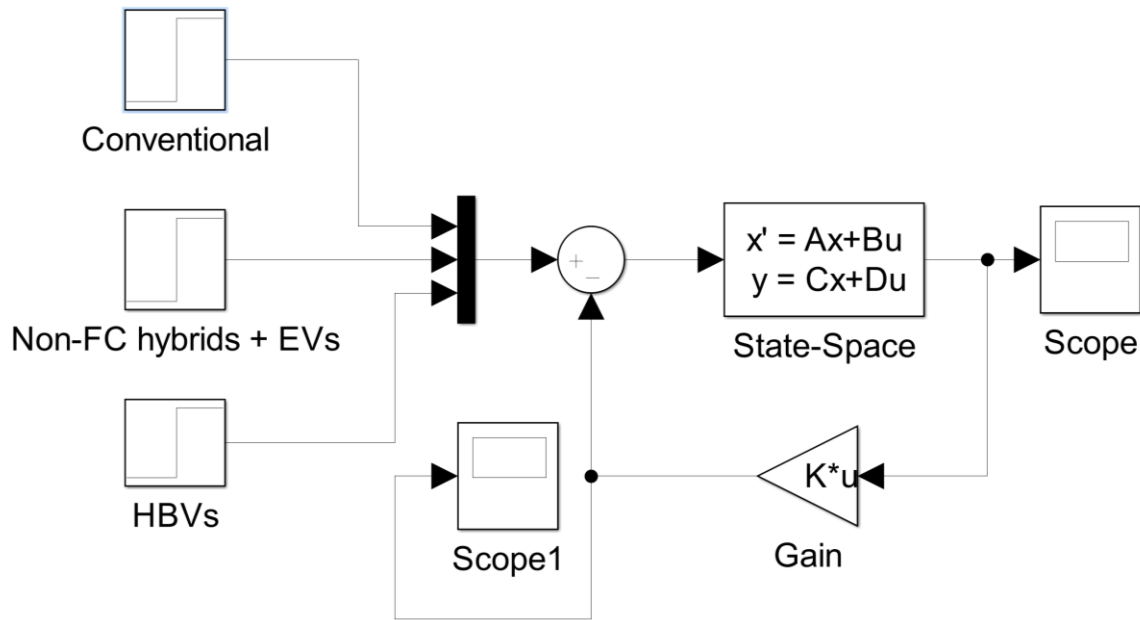 Conventional
Non-FC hybrids + EVs
HBVs
+
−
x' = Ax+Bu
y = Cx+Du
State-Space
Scope
Scope1
K*u
Gain